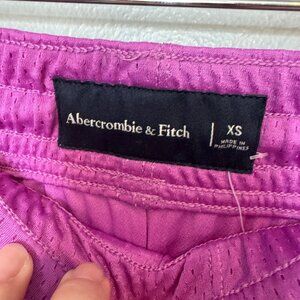 Abercrombie & Fitch
XS
MADE IN
PHILIPPINES